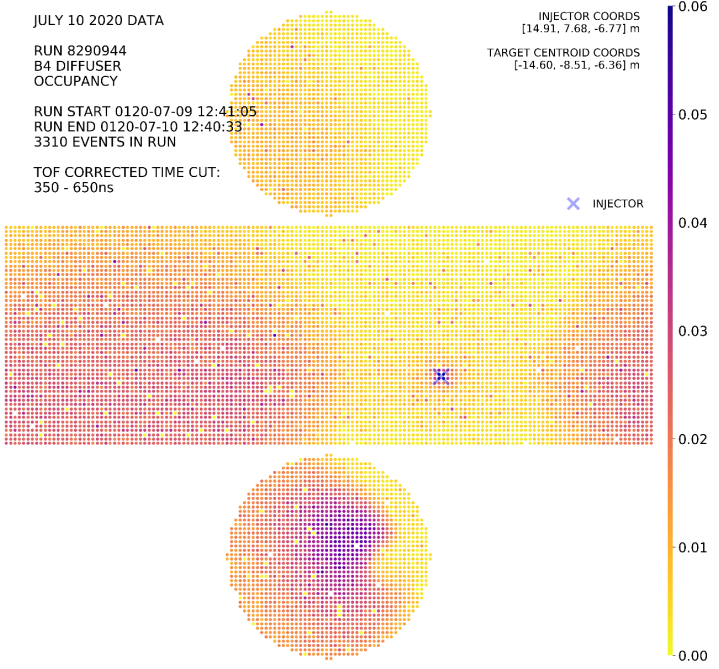 JULY 10 2020 DATA
RUN 8290944
B4 DIFFUSER
OCCUPANCY
RUN START 0120-07-09 12:41:05
RUN END 0120-07-10 12:40:33
3310 EVENTS IN RUN
TOF CORRECTED TIME CUT:
350 - 650ns
INJECTOR COORDS
[14.91, 7.68, -6.77] m
TARGET CENTROID COORDS
[-14.60, -8.51, -6.36] m
INJECTOR
0.06
0.05
0.04
0.03
0.02
0.01
0.00